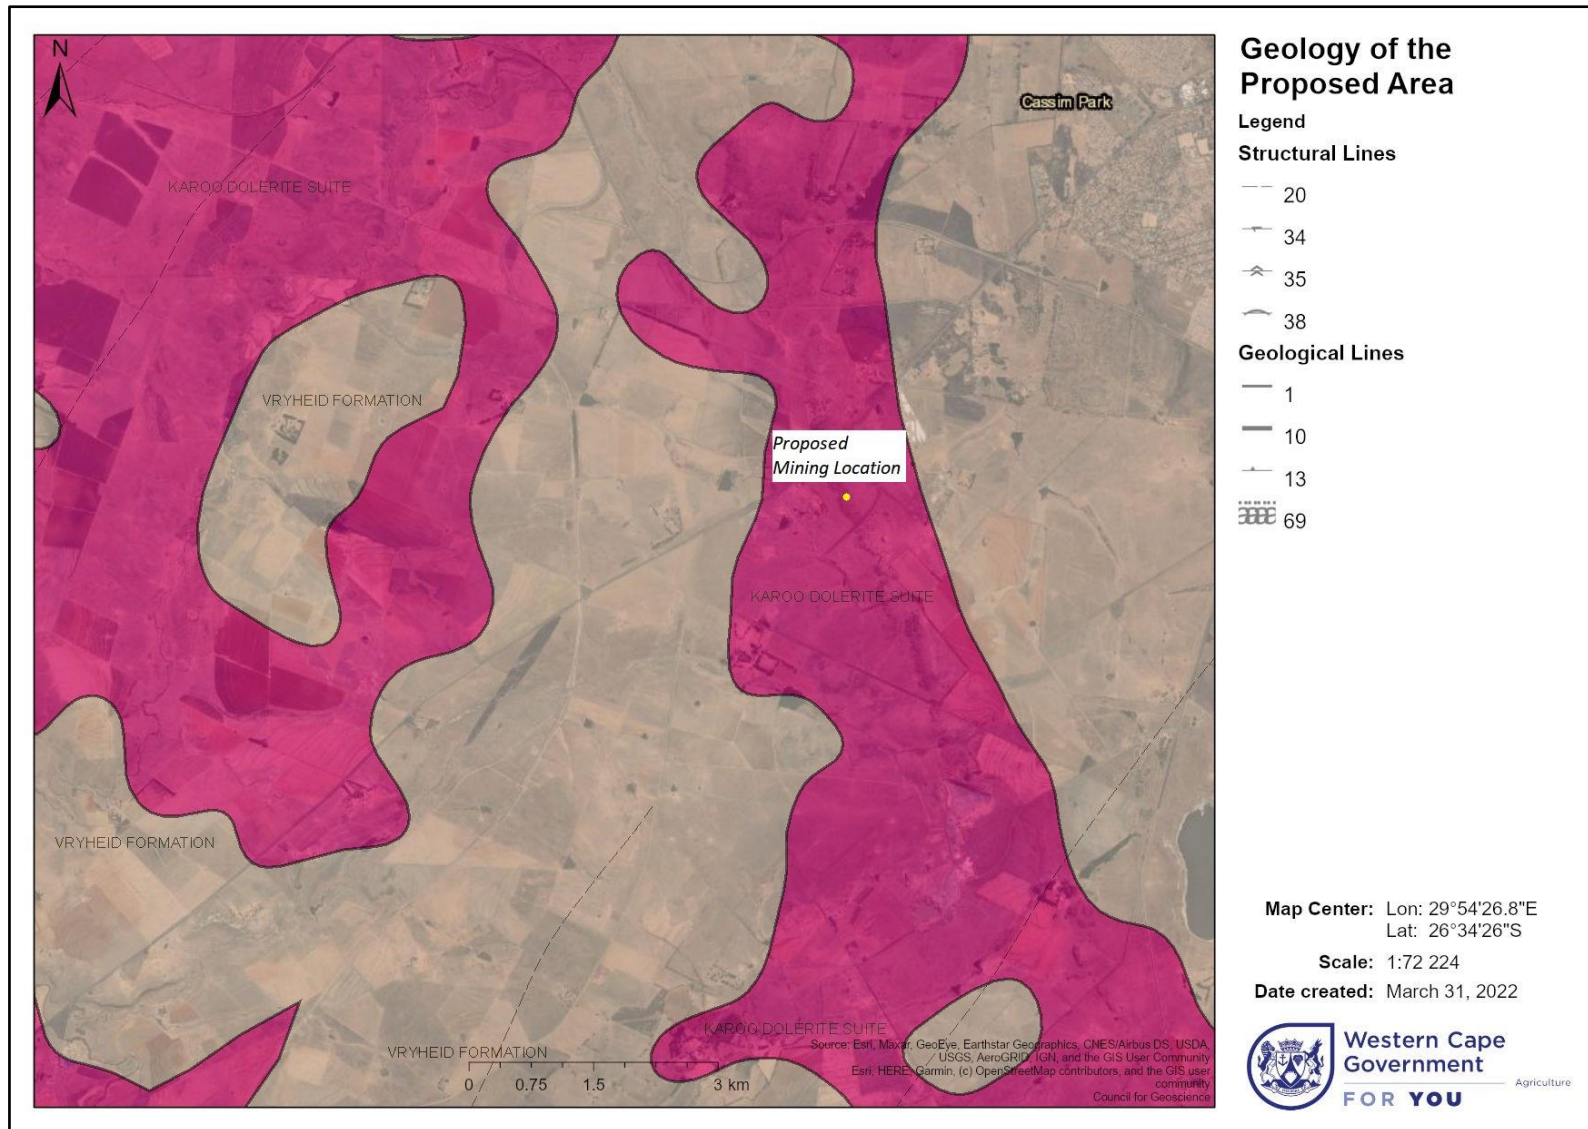 N
Cassim Park
KAROO DOLERITE SUITE
VRYHEID FORMATION
Proposed
Mining Location
KAROO DOLERITE SUITE
VRYHEID FORMATION
KAROO DOLERITE SUITE
VRYHEID FORMATION
0 0.75 1.5 3 km
Source: Esri, Maxar, GeoEye, Earthstar Geographics, CNES/Airbus DS, USDA,
USGS, AeroGRID, IGN, and the GIS User Community
Esri, HERE, Garmin, (c) OpenStreetMap contributors, and the GIS user
community
Council for Geoscience
Geology of the
Proposed Area
Legend
Structural Lines
20
34
35
38
Geological Lines
1
10
13
69
Map Center: Lon: 29°54'26.8"E
Lat: 26°34'26"S
Scale: 1:72 224
Date created: March 31, 2022
Western Cape
Government
Agriculture
FOR YOU